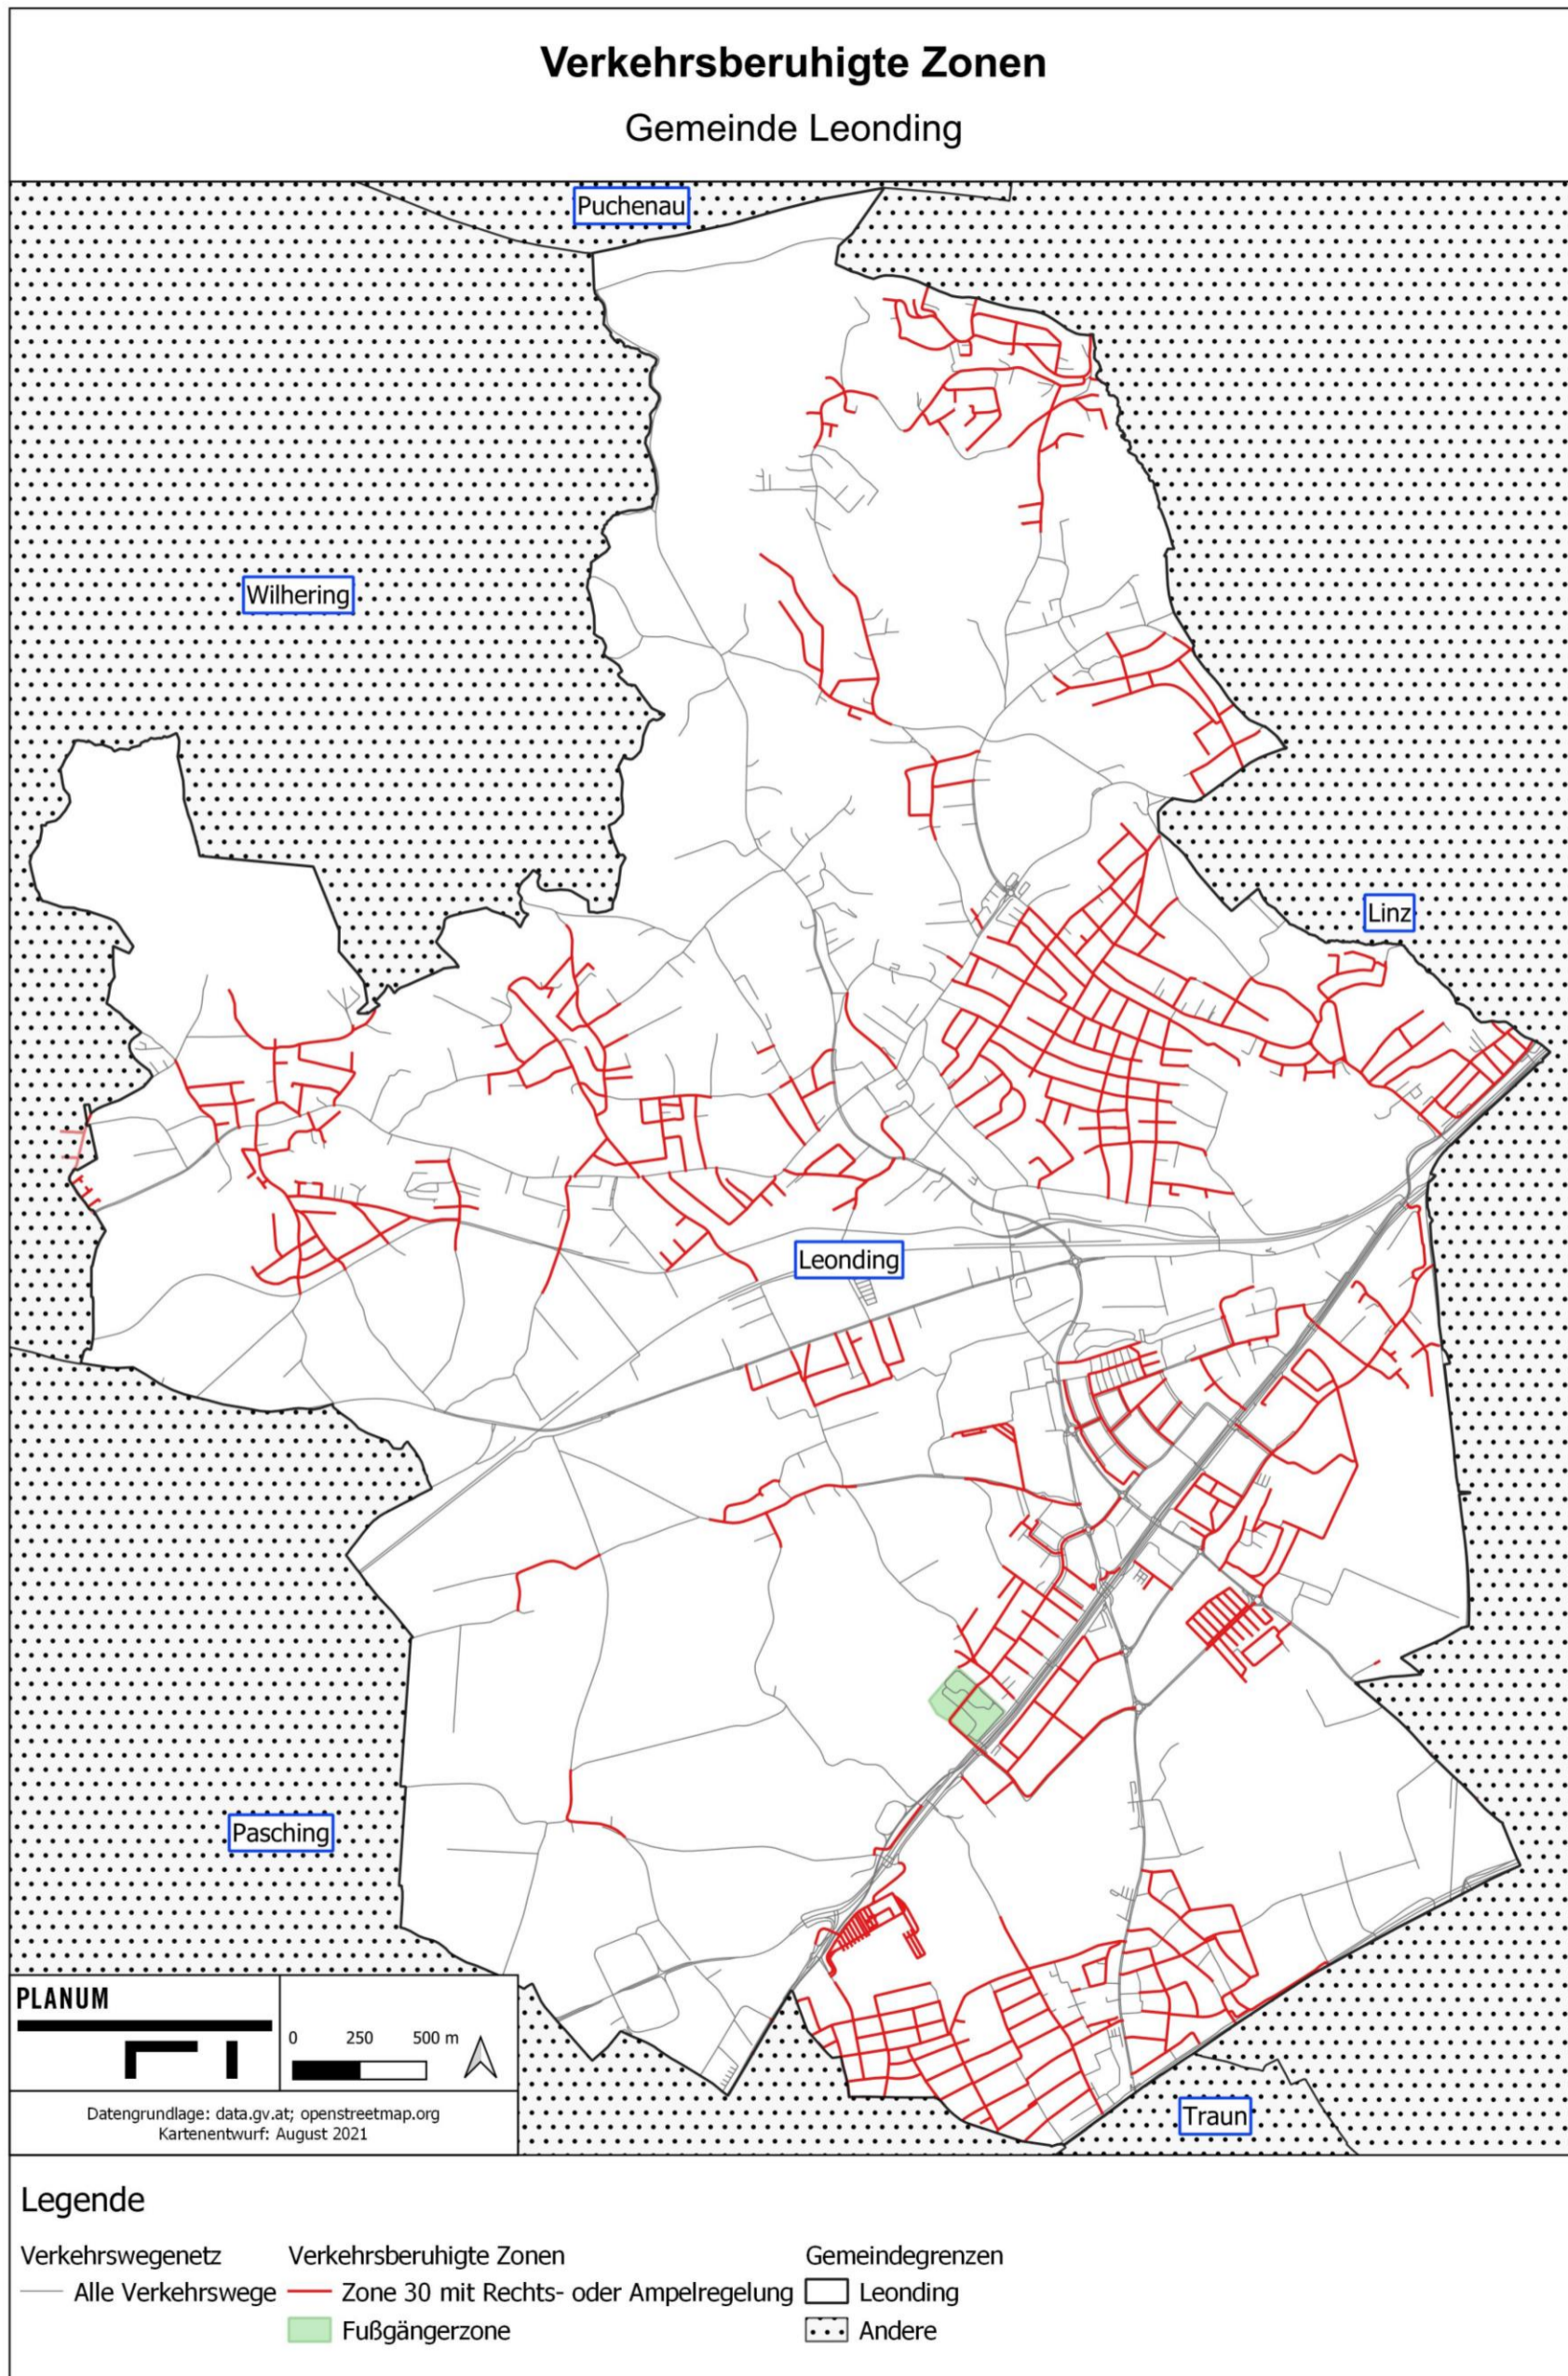 Verkehrsberuhigte Zonen
Gemeinde Leonding
Puchenau
Wilhering
Linz
Leonding
Pasching
Traun
PLANUM
0 250 500 m
Datengrundlage: data.gv.at; openstreetmap.org
Kartenentwurf: August 2021
Legende
Verkehrswegenetz
Alle Verkehrswege
Verkehrsberuhigte Zonen
Zone 30 mit Rechts- oder Ampelregelung
Fußgängerzone
Gemeindegrenzen
Leonding
Andere